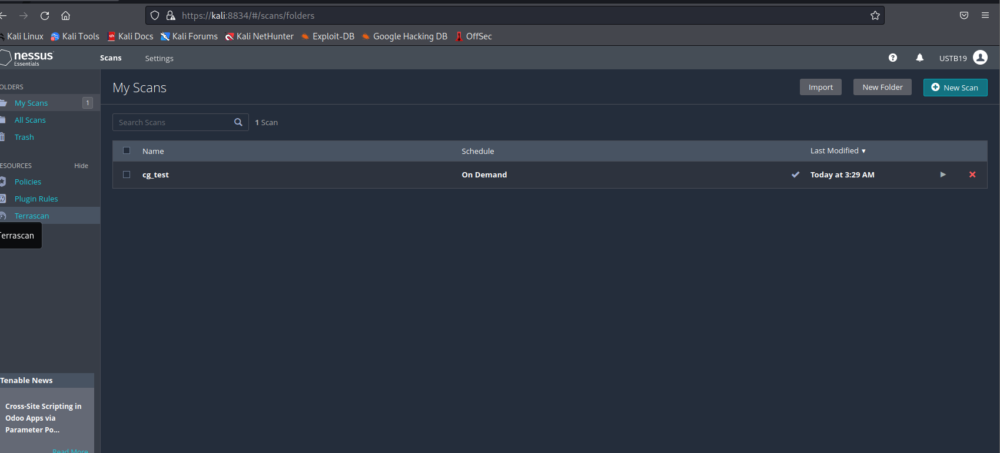 https://kali:8834/#/scans/folders
Kali Linux Kali Tools Kali Docs Kali Forums Kali NetHunter Exploit-DB Google Hacking DB OffSec
nessus
Essentials
Scans Settings USTB19
OLDERS
My Scans 1
All Scans
Trash
ESOURCES Hide
Policies
Plugin Rules
Terrascan
Terrascan
Tenable News
Cross-Site Scripting in
Odoo Apps via
Parameter Po...
Read More
My Scans Import New Folder New Scan
Search Scans 1 Scan
Name Schedule Last Modified ▼
cg_test On Demand Today at 3:29 AM